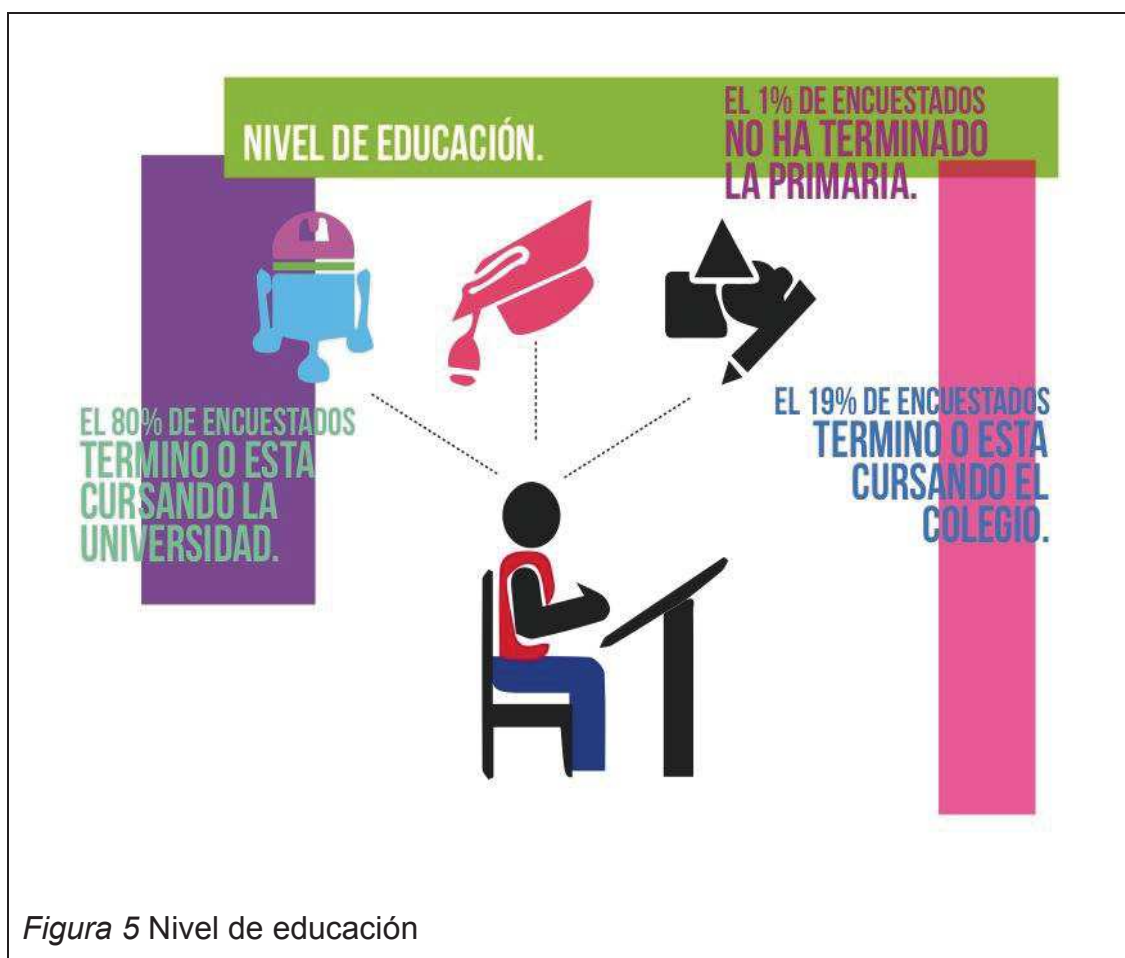 NIVEL DE EDUCACIÓN.
EL 1% DE ENCUESTADOS
NO HA TERMINADO
LA PRIMARIA.
EL 80% DE ENCUESTADOS
TERMINO O ESTA
CURSANDO LA
UNIVERSIDAD.
EL 19% DE ENCUESTADOS
TERMINO O ESTA
CURSANDO EL
COLEGIO.
Figura 5 Nivel de educación